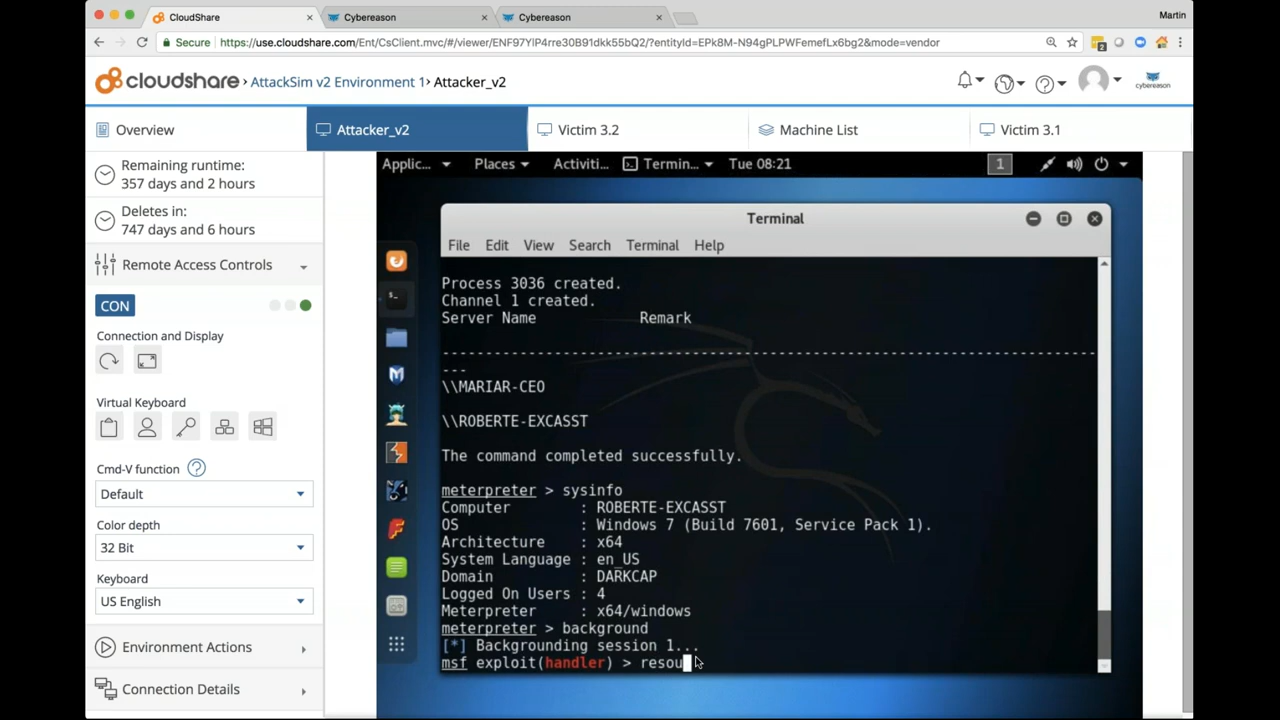 CloudShare
Cybereason
Cybereason
Martin
Secure
https://use.cloudshare.com/Ent/CsClient.mvc/#/viewer/ENF97YlP4rre30B91dkk55bQ2/?entityId=EPk8M-N94gPLPWFemefLx6bg2&mode=vendor
2
cloudshare
AttackSim v2 Environment 1 › Attacker_v2
cybereason
Overview
Attacker_v2
Victim 3.2
Machine List
Victim 3.1
Remaining runtime:
357 days and 2 hours
Deletes in:
747 days and 6 hours
Remote Access Controls
CON
Connection and Display
Virtual Keyboard
Cmd-V function
Default
Color depth
32 Bit
Keyboard
US English
Environment Actions
Connection Details
Applic...
Places
Activiti...
Termin...
Tue 08:21
1
Terminal
File Edit View Search Terminal Help
Process 3036 created.
Channel 1 created.
Server Name Remark
-------------------------------------------------------------------------------
---
\\MARIAR-CEO
\\ROBERTE-EXCASST
The command completed successfully.
meterpreter > sysinfo
Computer : ROBERTE-EXCASST
OS : Windows 7 (Build 7601, Service Pack 1).
Architecture : x64
System Language : en_US
Domain : DARKCAP
Logged On Users : 4
Meterpreter : x64/windows
meterpreter > background
[*] Backgrounding session 1...
msf exploit(handler) > resou